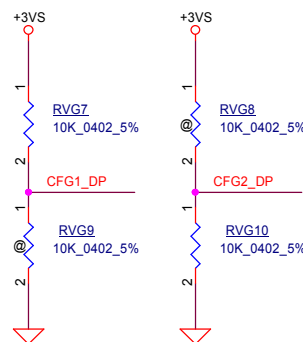 +3VS +3VS
1 1
RVG7 RVG8
10K_0402_5% @ 10K_0402_5%
2 2
CFG1_DP CFG2_DP
1 1
RVG9 RVG10
@ 10K_0402_5% 10K_0402_5%
2 2